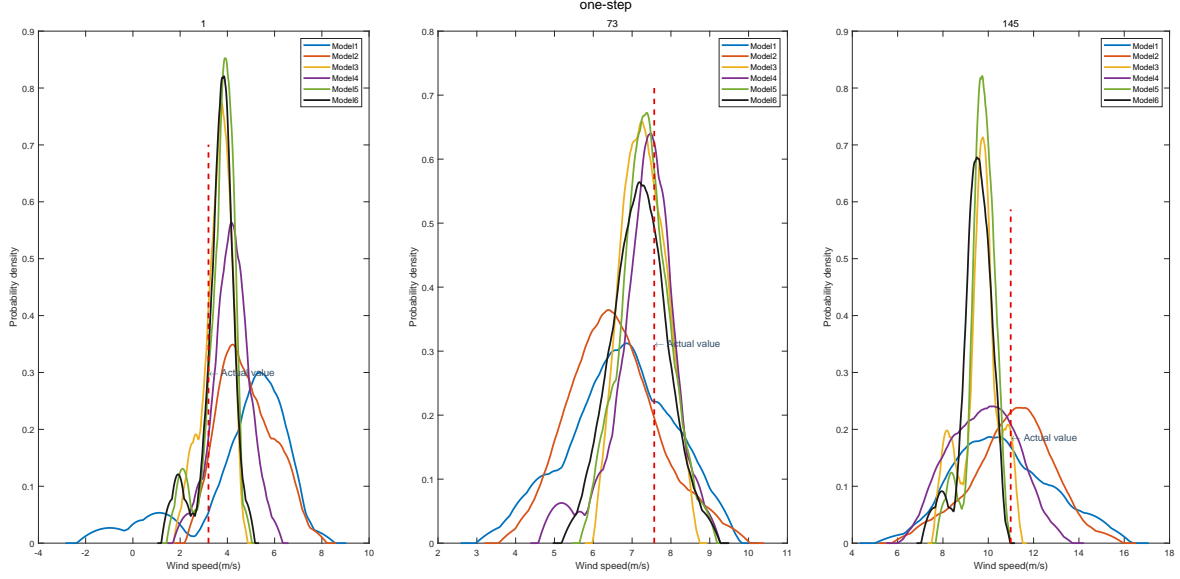 one-step
1
0.9
0.8
0.7
0.6
0.5
0.4
0.3
0.2
0.1
0
Probability density
-4 -2 0 2 4 6 8 10
Wind speed(m/s)
Model1
Model2
Model3
Model4
Model5
Model6
← Actual value
73
0.8
0.7
0.6
0.5
0.4
0.3
0.2
0.1
0
Probability density
2 3 4 5 6 7 8 9 10 11
Wind speed(m/s)
Model1
Model2
Model3
Model4
Model5
Model6
← Actual value
145
0.9
0.8
0.7
0.6
0.5
0.4
0.3
0.2
0.1
0
Probability density
4 6 8 10 12 14 16 18
Wind speed(m/s)
Model1
Model2
Model3
Model4
Model5
Model6
← Actual value